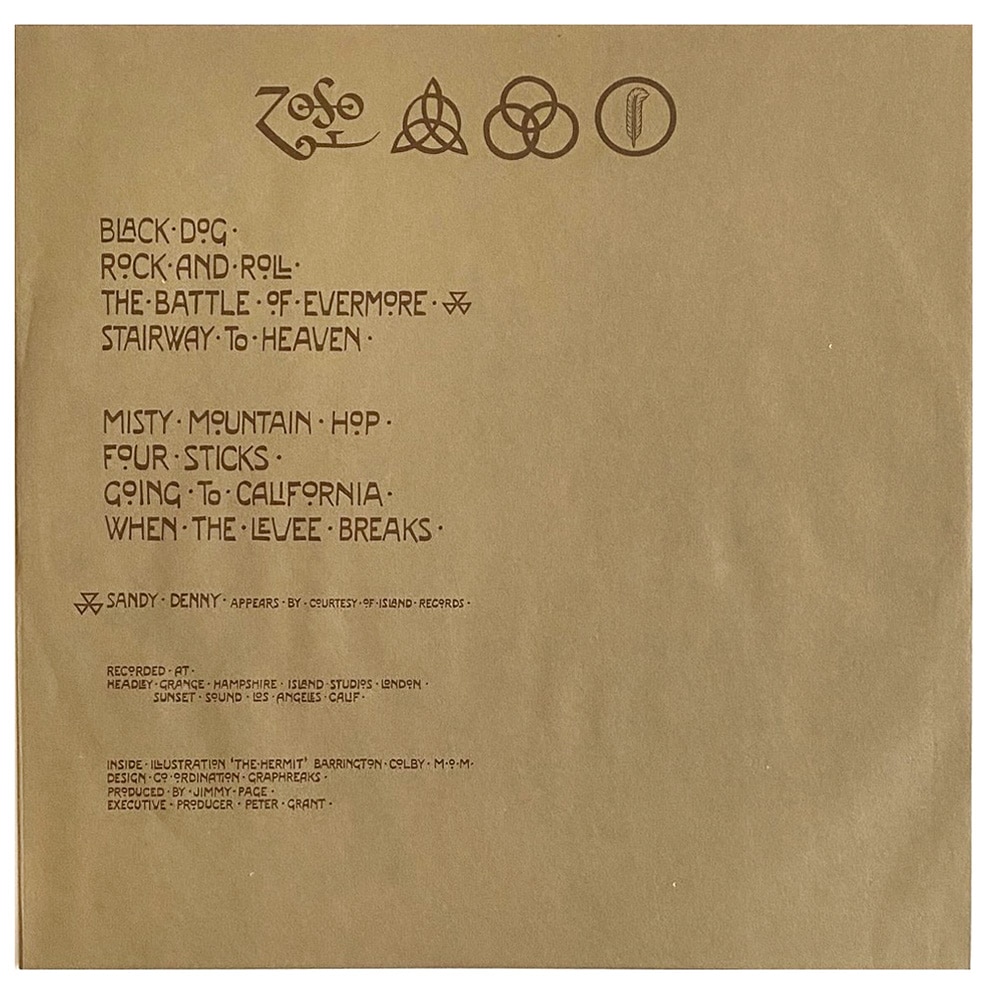 ZOSO
BLACK·DOG·
ROCK·AND·ROLL·
THE·BATTLE·OF·EVERMORE·
STAIRWAY·To·HEAVEN·
MISTY·MOUNTAIN·HOP·
FOUR·STICKS·
GOING·To·CALIFORNIA·
WHEN·THE·LEVEE·BREAKS·
SANDY·DENNY·APPEARS·BY·COURTESY·OF·ISLAND·RECORDS·
RECORDED·AT·
HEADLEY·GRANGE·HAMPSHIRE·ISLAND·STUDIOS·LONDON·
SUNSET·SOUND·LOS·ANGELES·CALIF·
INSIDE·ILLUSTRATION 'THE·HERMIT' BARRINGTON·COLBY·M·O·M·
DESIGN·CO·ORDINATION·GRAPHREAKS·
PRODUCED·BY·JIMMY·PAGE·
EXECUTIVE·PRODUCER·PETER·GRANT·